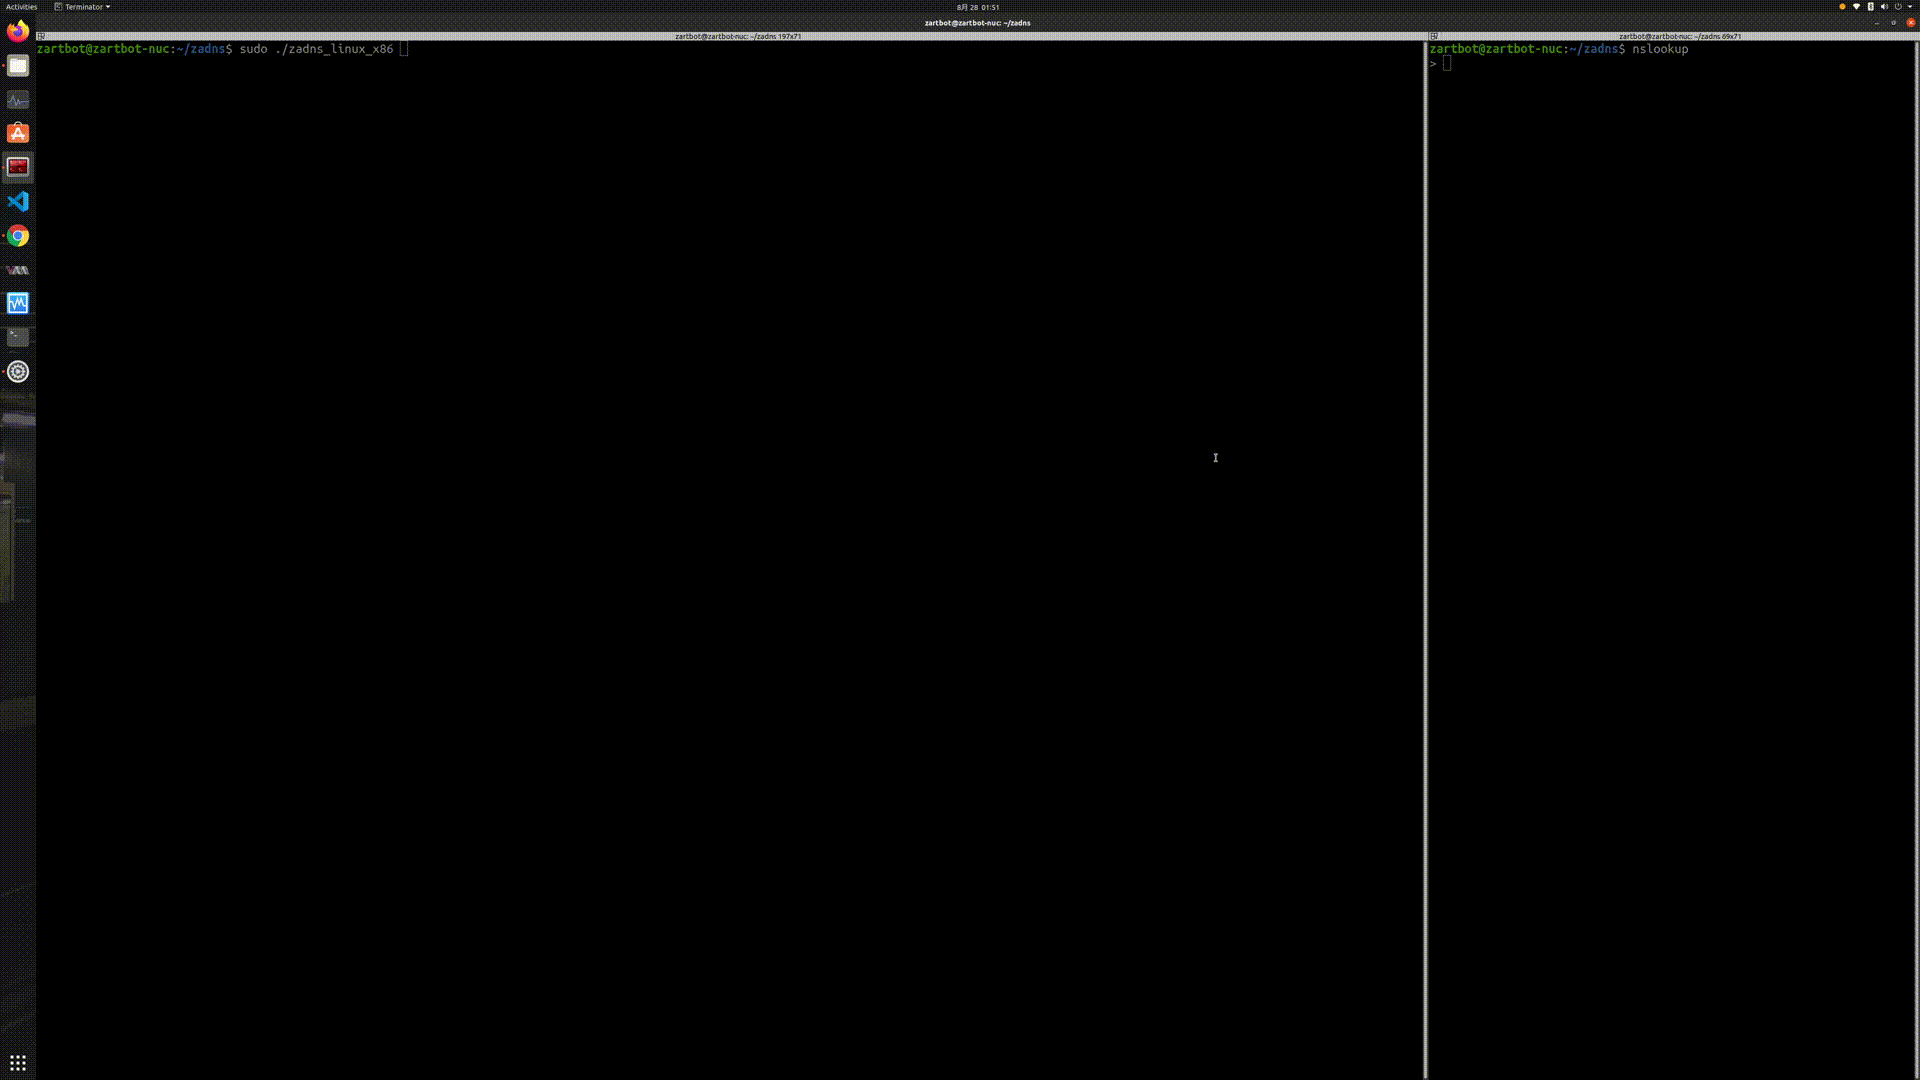 Activities
Terminator
8月 28 01:51
zartbot@zartbot-nuc: ~/zadns
zartbot@zartbot-nuc: ~/zadns 197x71
zartbot@zartbot-nuc:~/zadns$ sudo ./zadns_linux_x86
zartbot@zartbot-nuc: ~/zadns 69x71
zartbot@zartbot-nuc:~/zadns$ nslookup
>